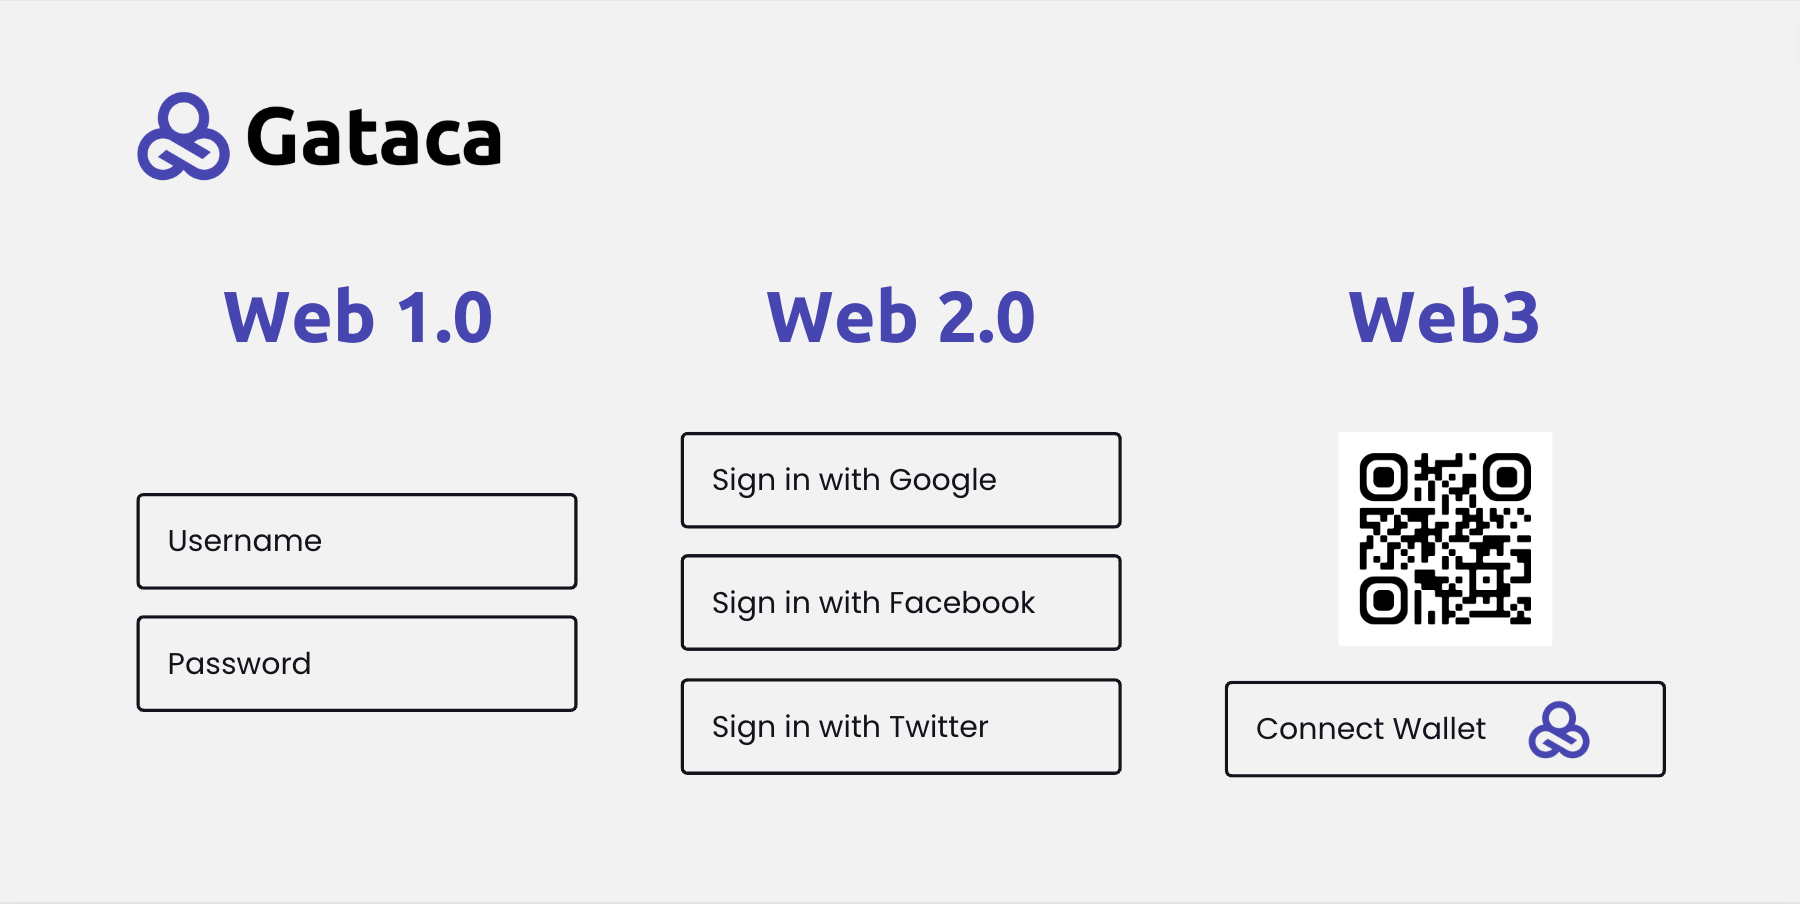 Gataca
Web 1.0
Username
Password
Web 2.0
Sign in with Google
Sign in with Facebook
Sign in with Twitter
Web3
Connect Wallet